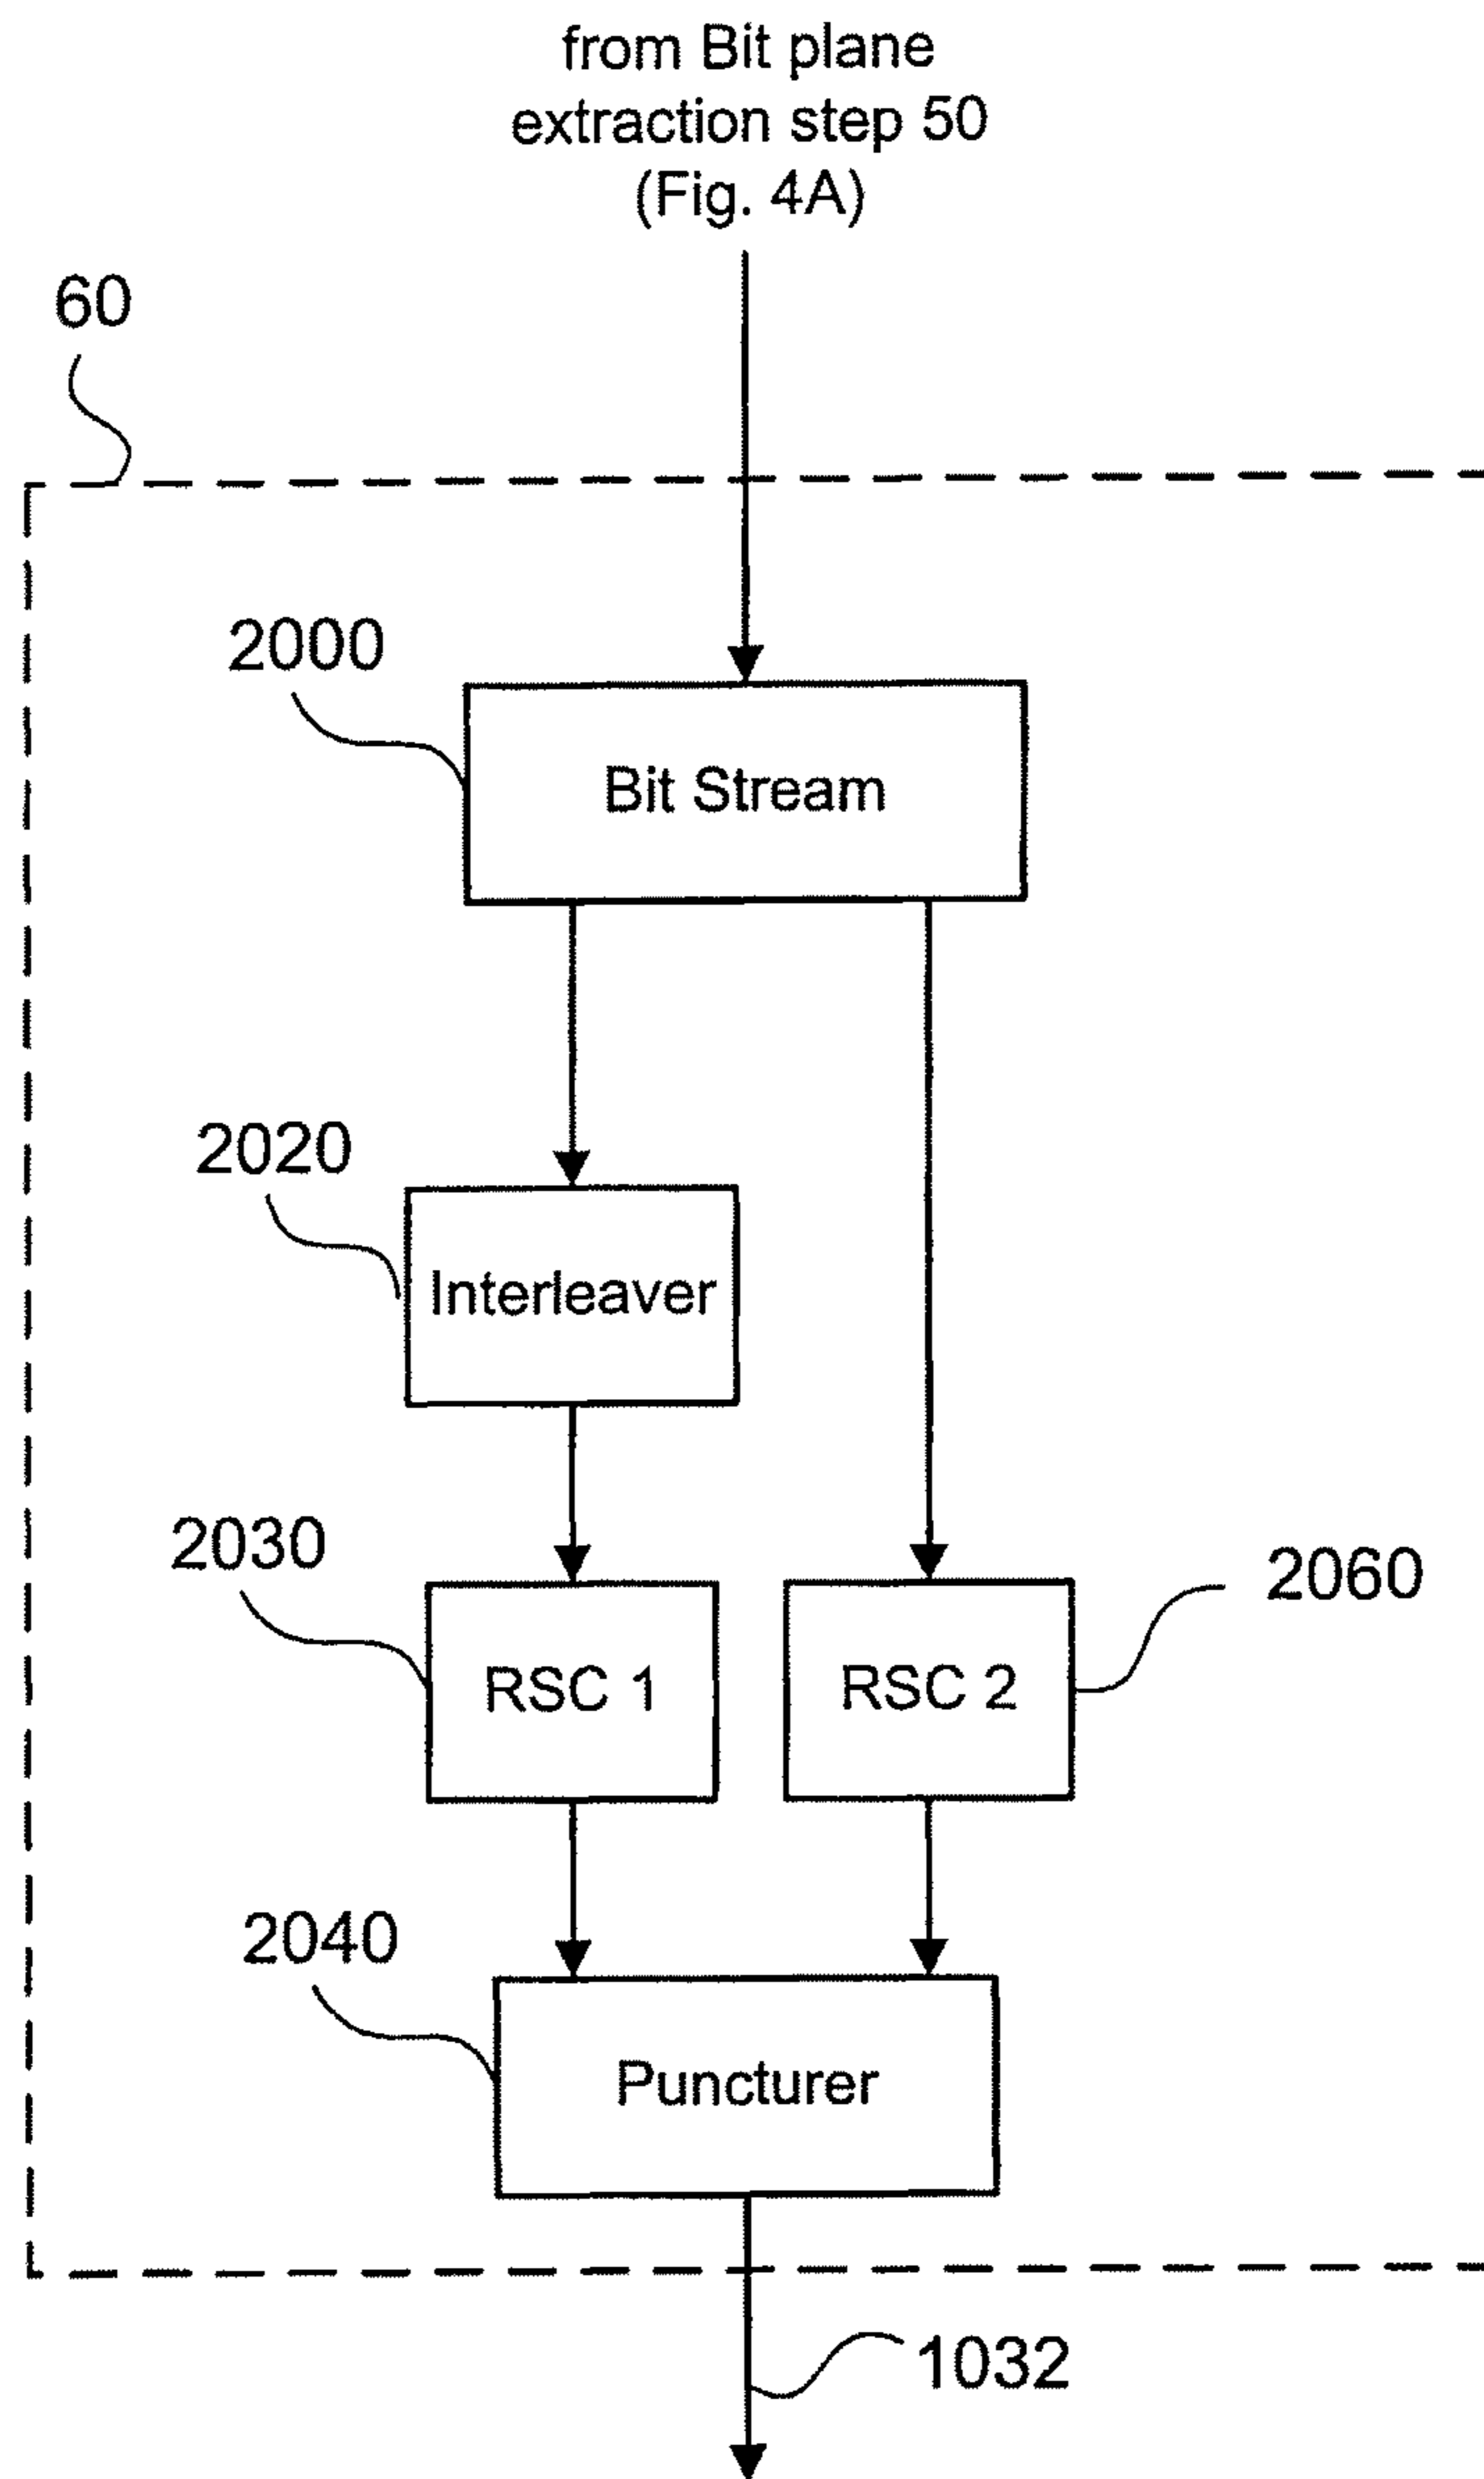 from Bit plane
extraction step 50
(Fig. 4A)
60
2000
Bit Stream
2020
Interleaver
2030
2060
RSC 1
RSC 2
2040
Puncturer
1032